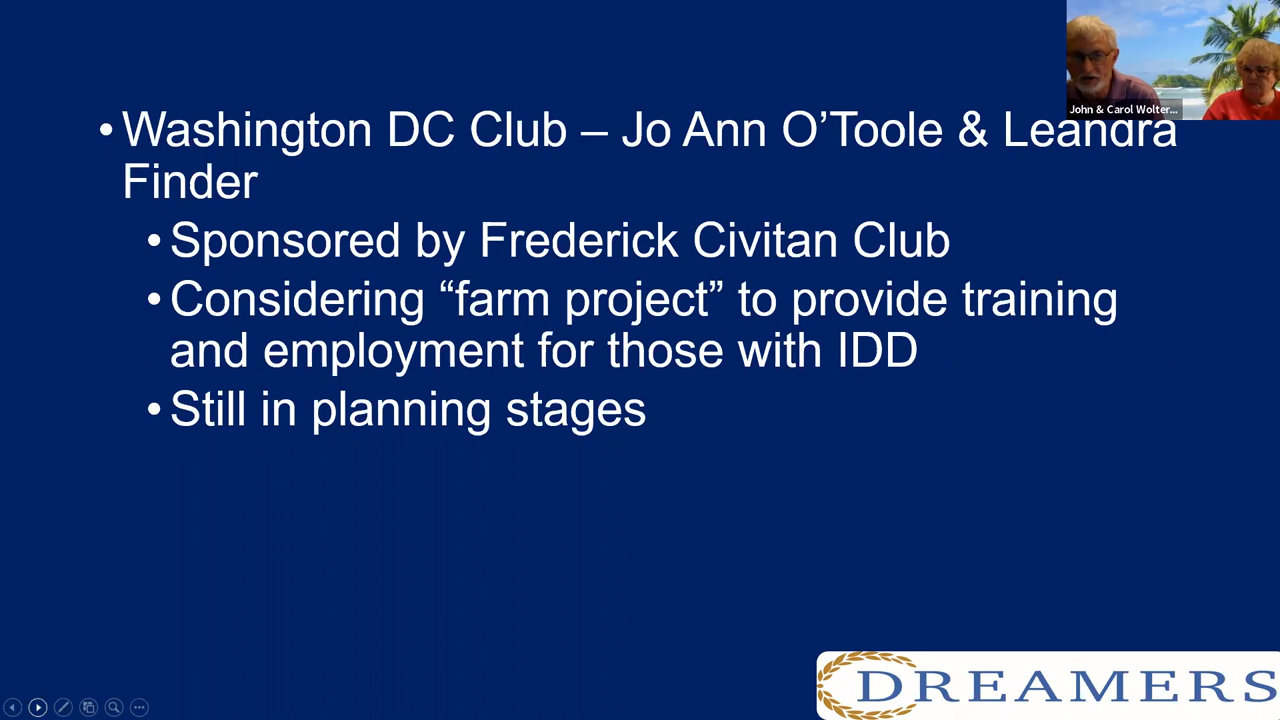 John & Carol Wolter...
• Washington DC Club – Jo Ann O’Toole & Leandra
Finder
• Sponsored by Frederick Civitan Club
• Considering “farm project” to provide training
and employment for those with IDD
• Still in planning stages
DREAMERS